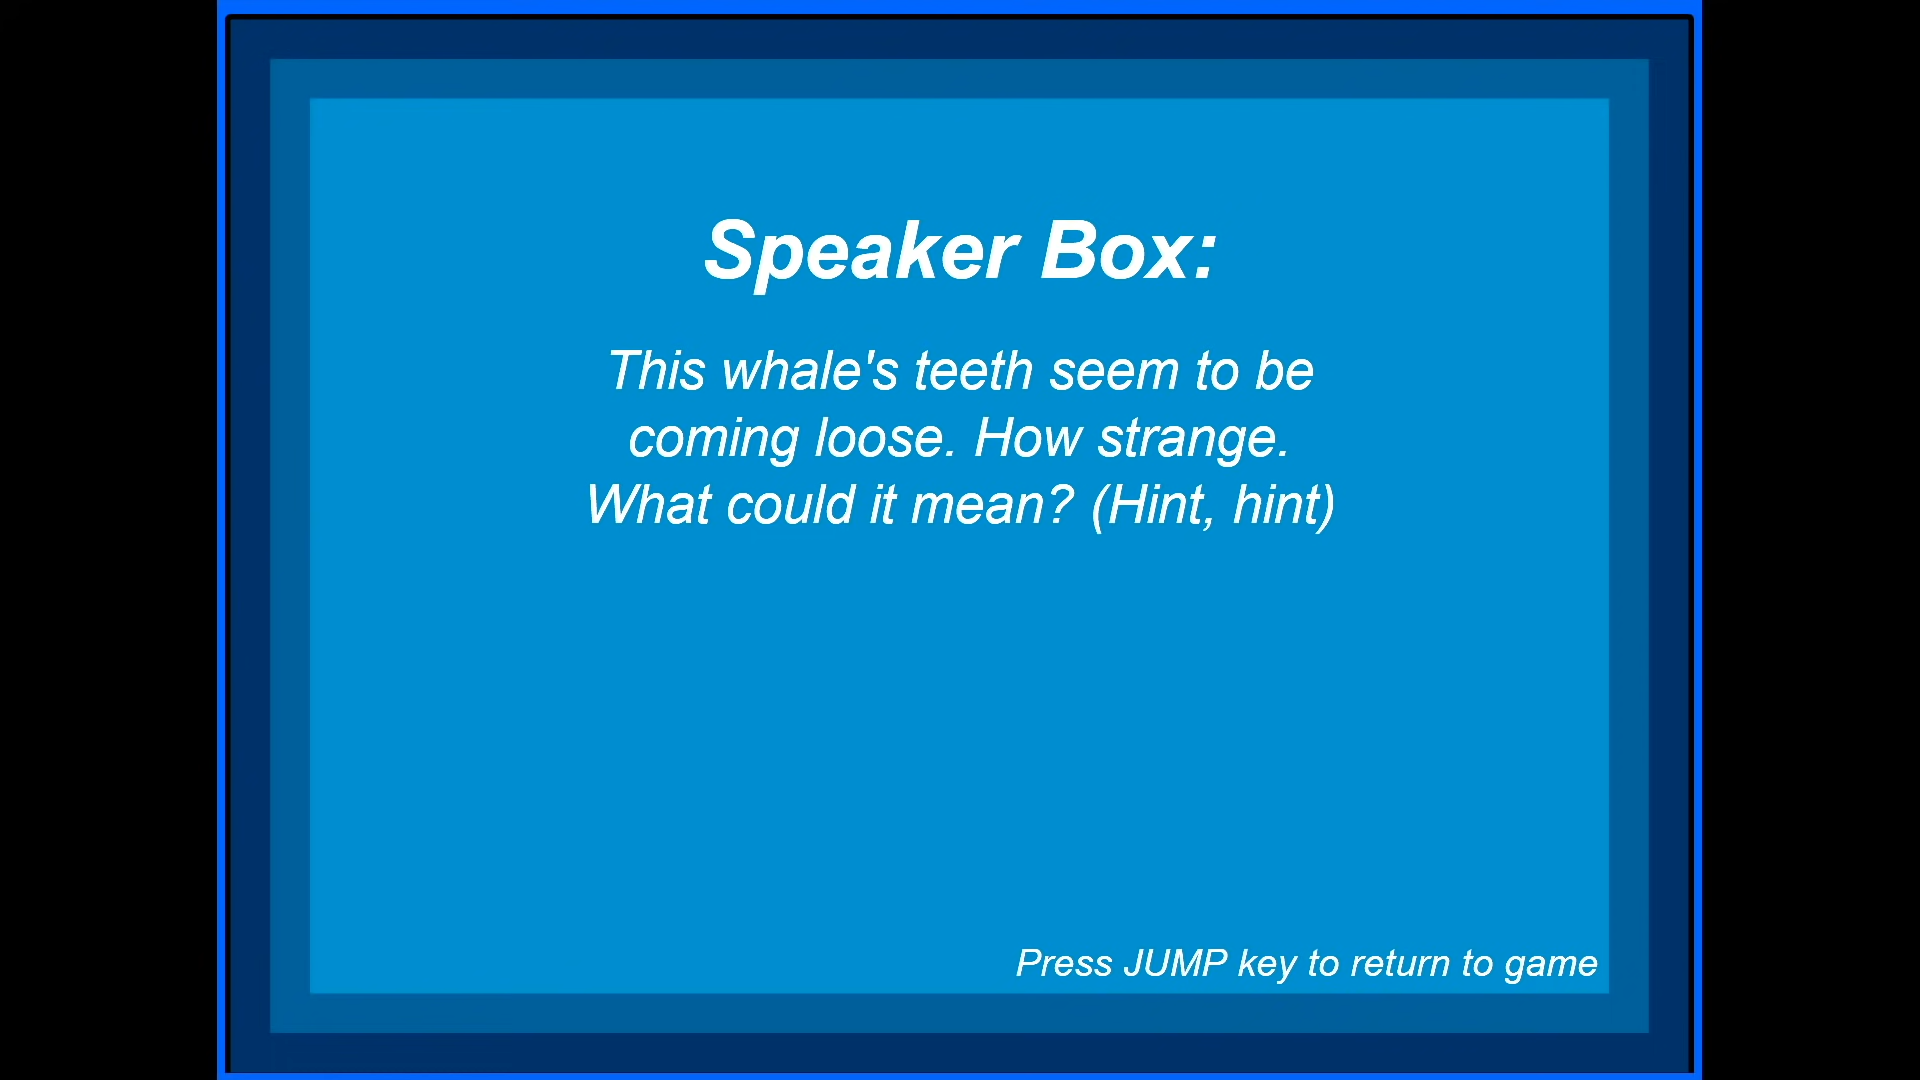 Speaker Box:
This whale's teeth seem to be
coming loose. How strange.
What could it mean? (Hint, hint)
Press JUMP key to return to game